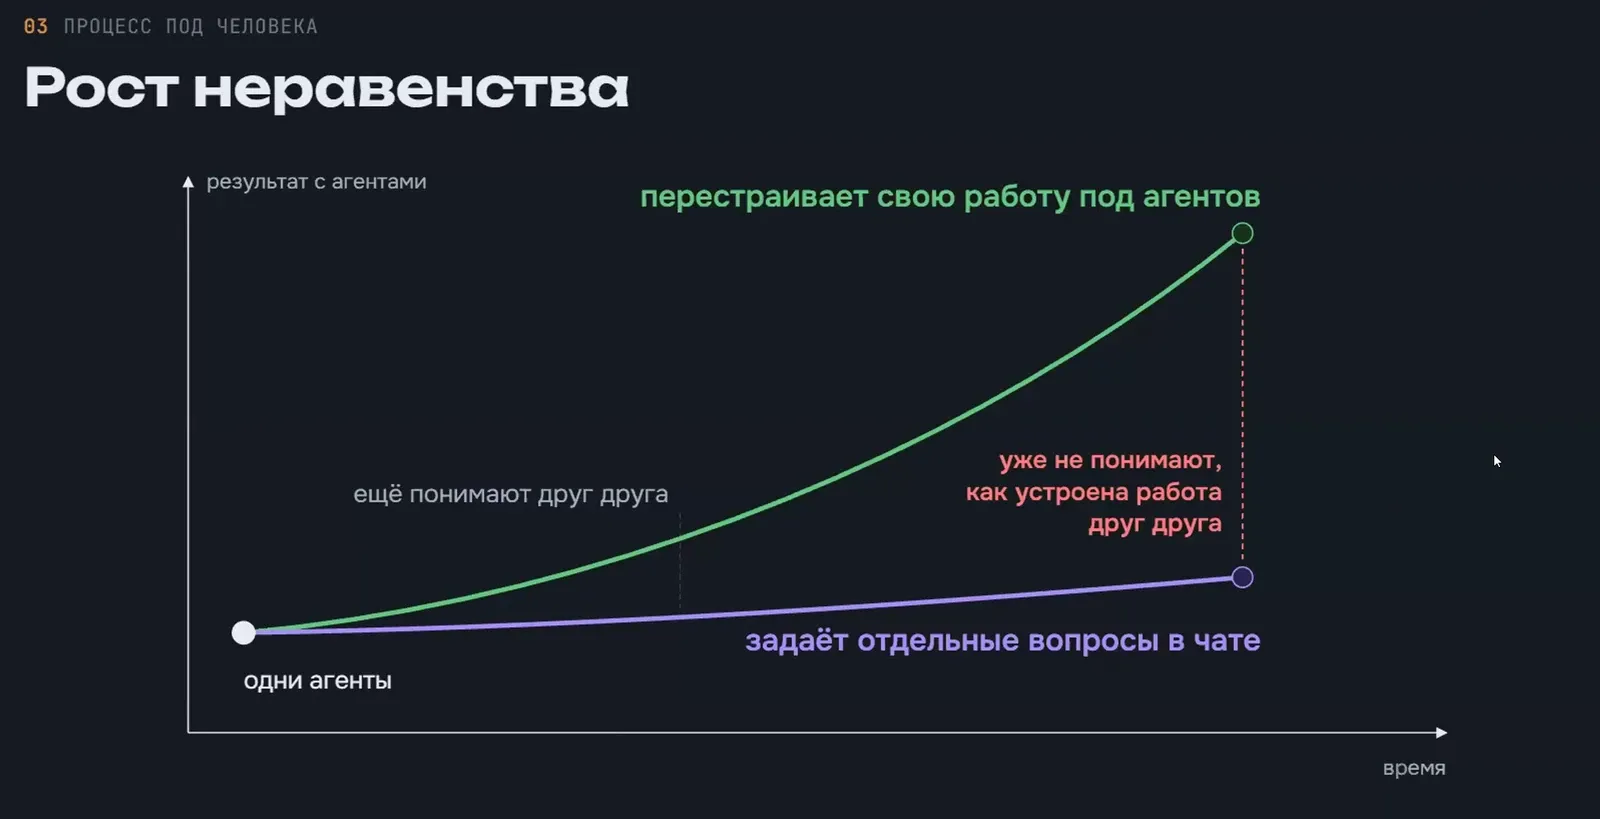 03 ПРОЦЕСС ПОД ЧЕЛОВЕКА
Рост неравенства
результат с агентами
перестраивает свою работу под агентов
уже не понимают,
как устроена работа
друг друга
ещё понимают друг друга
задаёт отдельные вопросы в чате
одни агенты
время